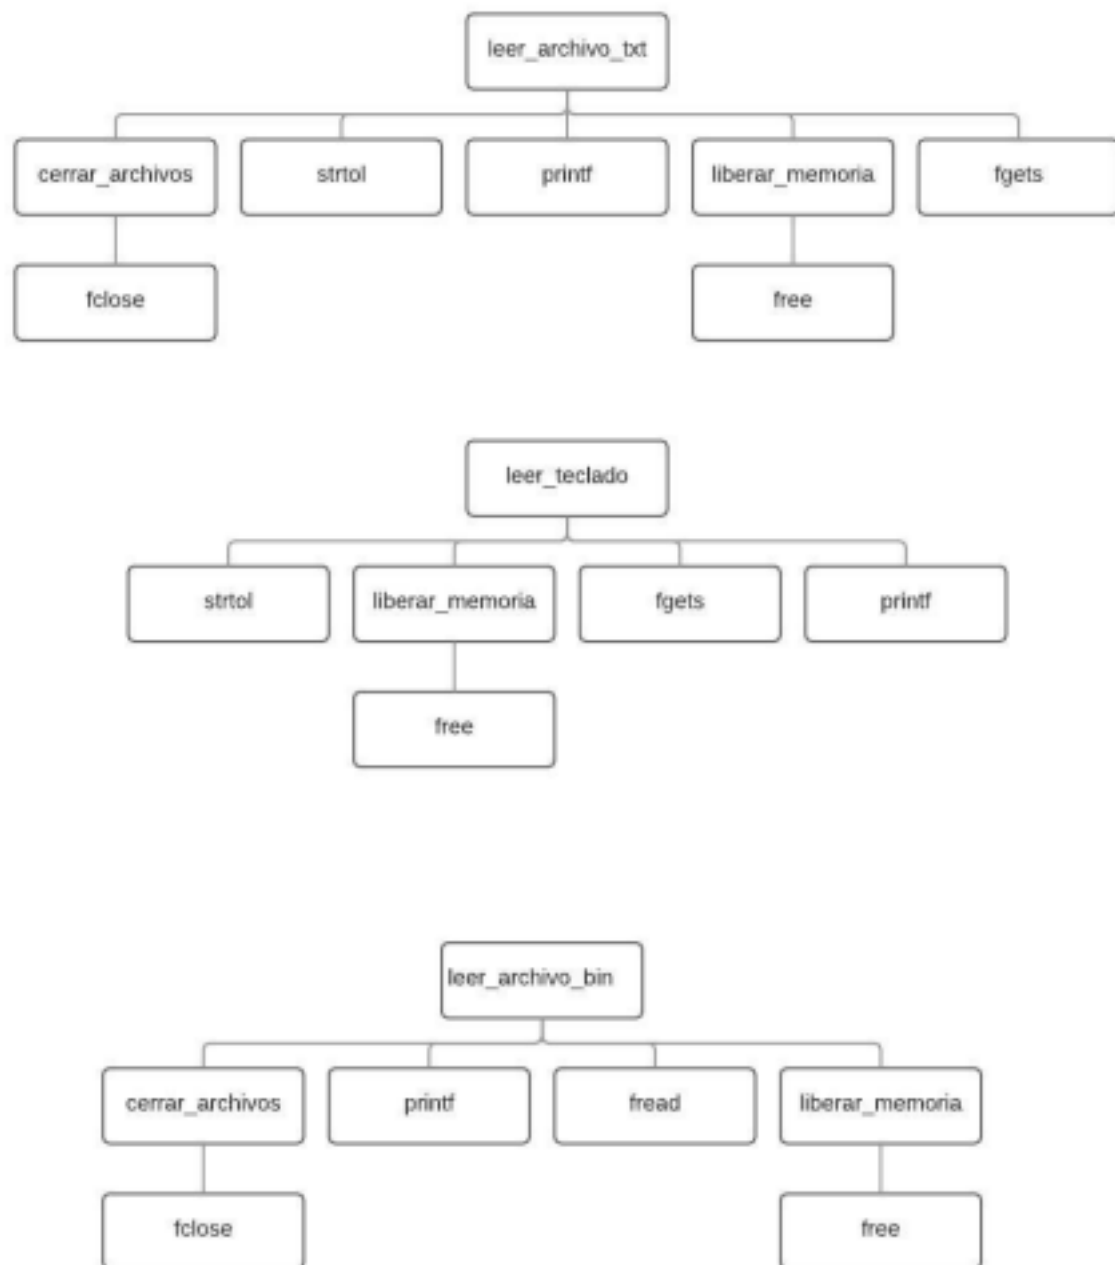 leer_archivo_txt
cerrar_archivos strtol printf liberar_memoria fgets
fclose free
leer_teclado
strtol liberar_memoria fgets printf
free
leer_archivo_bin
cerrar_archivos printf fread liberar_memoria
fclose free